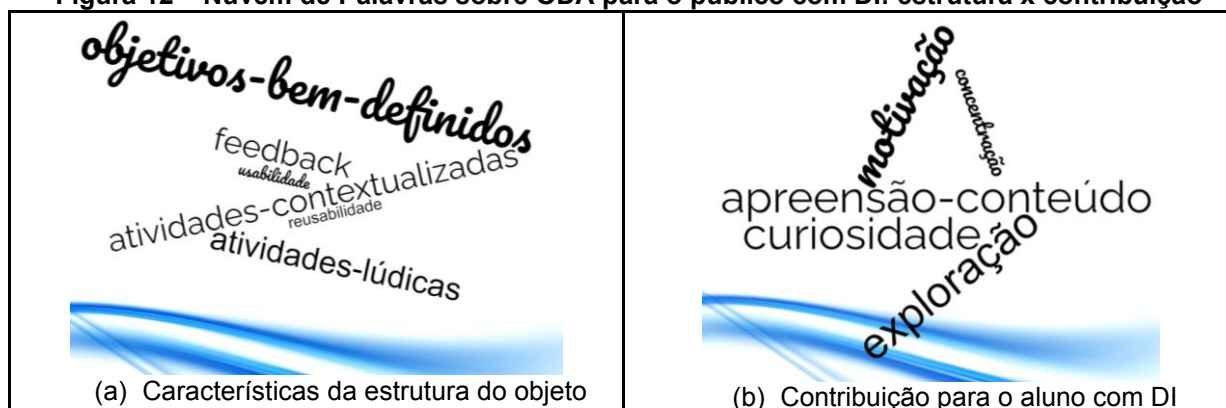 Figura 12 – Nuvem de Palavras sobre OBA para o público com DI: estrutura x contribuição
objetivos-bem-definidos
feedback
usabilidade
atividades-contextualizadas
reusabilidade
atividades-lúdicas
(a) Características da estrutura do objeto
motivação
concentração
apreensão-conteúdo
curiosidade
exploração
(b) Contribuição para o aluno com DI